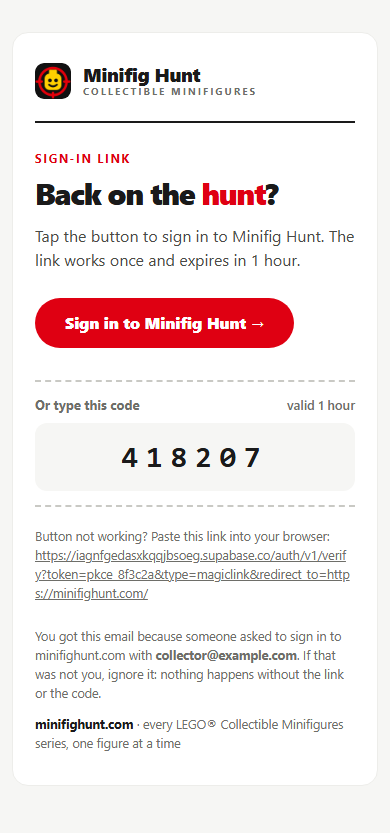 Minifig Hunt
COLLECTIBLE MINIFIGURES
SIGN-IN LINK
Back on the hunt?
Tap the button to sign in to Minifig Hunt. The
link works once and expires in 1 hour.
Sign in to Minifig Hunt →
Or type this code
valid 1 hour
418207
Button not working? Paste this link into your browser:
https://iagnfgedasxkqqjbsoeg.supabase.co/auth/v1/verif
y?token=pkce_8f3c2a&type=magiclink&redirect_to=http
s://minifighunt.com/
You got this email because someone asked to sign in to
minifighunt.com with collector@example.com. If that
was not you, ignore it: nothing happens without the link
or the code.
minifighunt.com · every LEGO® Collectible Minifigures
series, one figure at a time